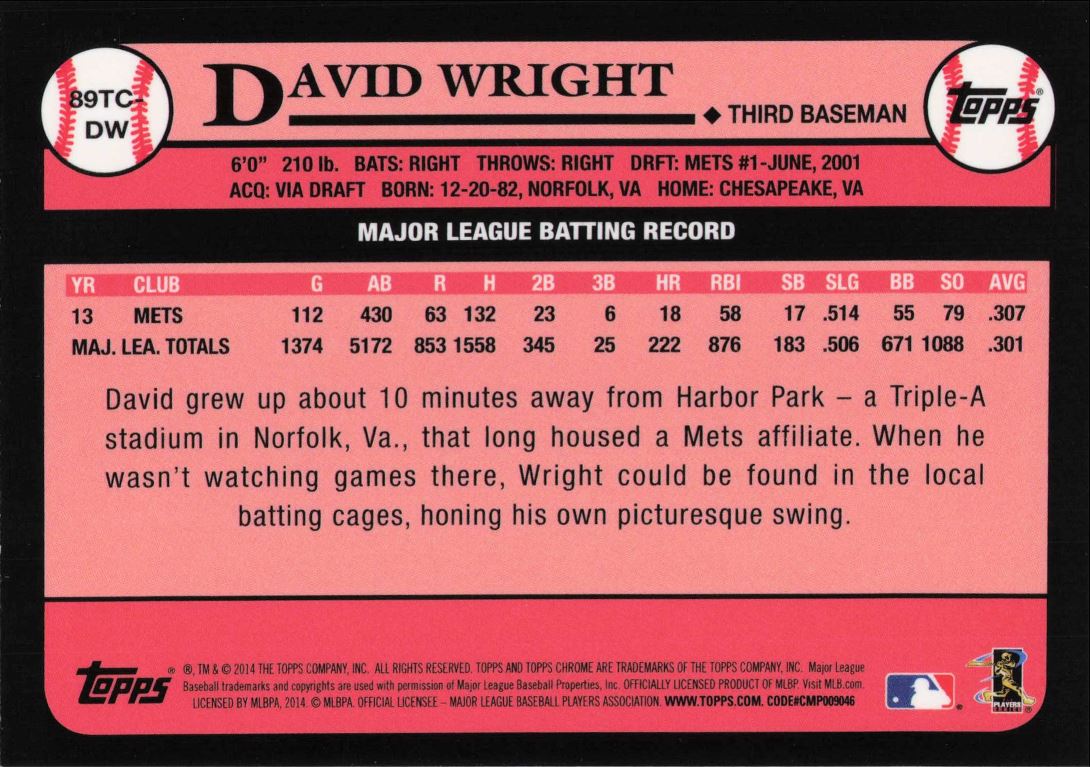 89TC-
DW
DAVID WRIGHT
◆ THIRD BASEMAN
Topps®
6'0" 210 lb. BATS: RIGHT THROWS: RIGHT DRFT: METS #1-JUNE, 2001
ACQ: VIA DRAFT BORN: 12-20-82, NORFOLK, VA HOME: CHESAPEAKE, VA
MAJOR LEAGUE BATTING RECORD
YR CLUB G AB R H 2B 3B HR RBI SB SLG BB SO AVG
13 METS 112 430 63 132 23 6 18 58 17 .514 55 79 .307
MAJ. LEA. TOTALS 1374 5172 853 1558 345 25 222 876 183 .506 671 1088 .301
David grew up about 10 minutes away from Harbor Park – a Triple-A
stadium in Norfolk, Va., that long housed a Mets affiliate. When he
wasn't watching games there, Wright could be found in the local
batting cages, honing his own picturesque swing.
Topps®
®, TM & © 2014 THE TOPPS COMPANY, INC. ALL RIGHTS RESERVED. TOPPS AND TOPPS CHROME ARE TRADEMARKS OF THE TOPPS COMPANY, INC. Major League
Baseball trademarks and copyrights are used with permission of Major League Baseball Properties, Inc. OFFICIALLY LICENSED PRODUCT OF MLBP. Visit MLB.com.
LICENSED BY MLBPA, 2014. © MLBPA. OFFICIAL LICENSEE – MAJOR LEAGUE BASEBALL PLAYERS ASSOCIATION. WWW.TOPPS.COM. CODE#CMP009046
PLAYERS
CHOICE